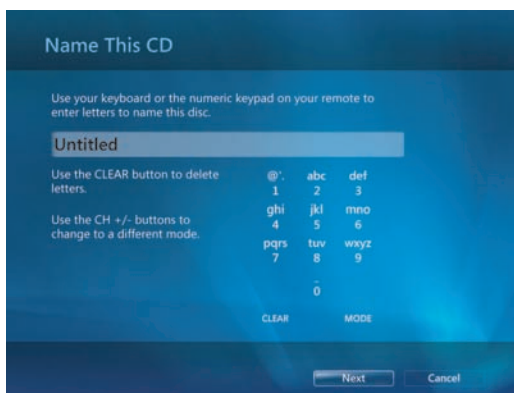 Name This CD
Use your keyboard or the numeric keypad on your remote to
enter letters to name this disc.
Untitled
Use the CLEAR button to delete
letters.
Use the CH +/- buttons to
change to a different mode.
@'. abc def
1 2 3
ghi jkl mno
4 5 6
pqrs tuv wxyz
7 8 9
_
0
CLEAR MODE
Next Cancel